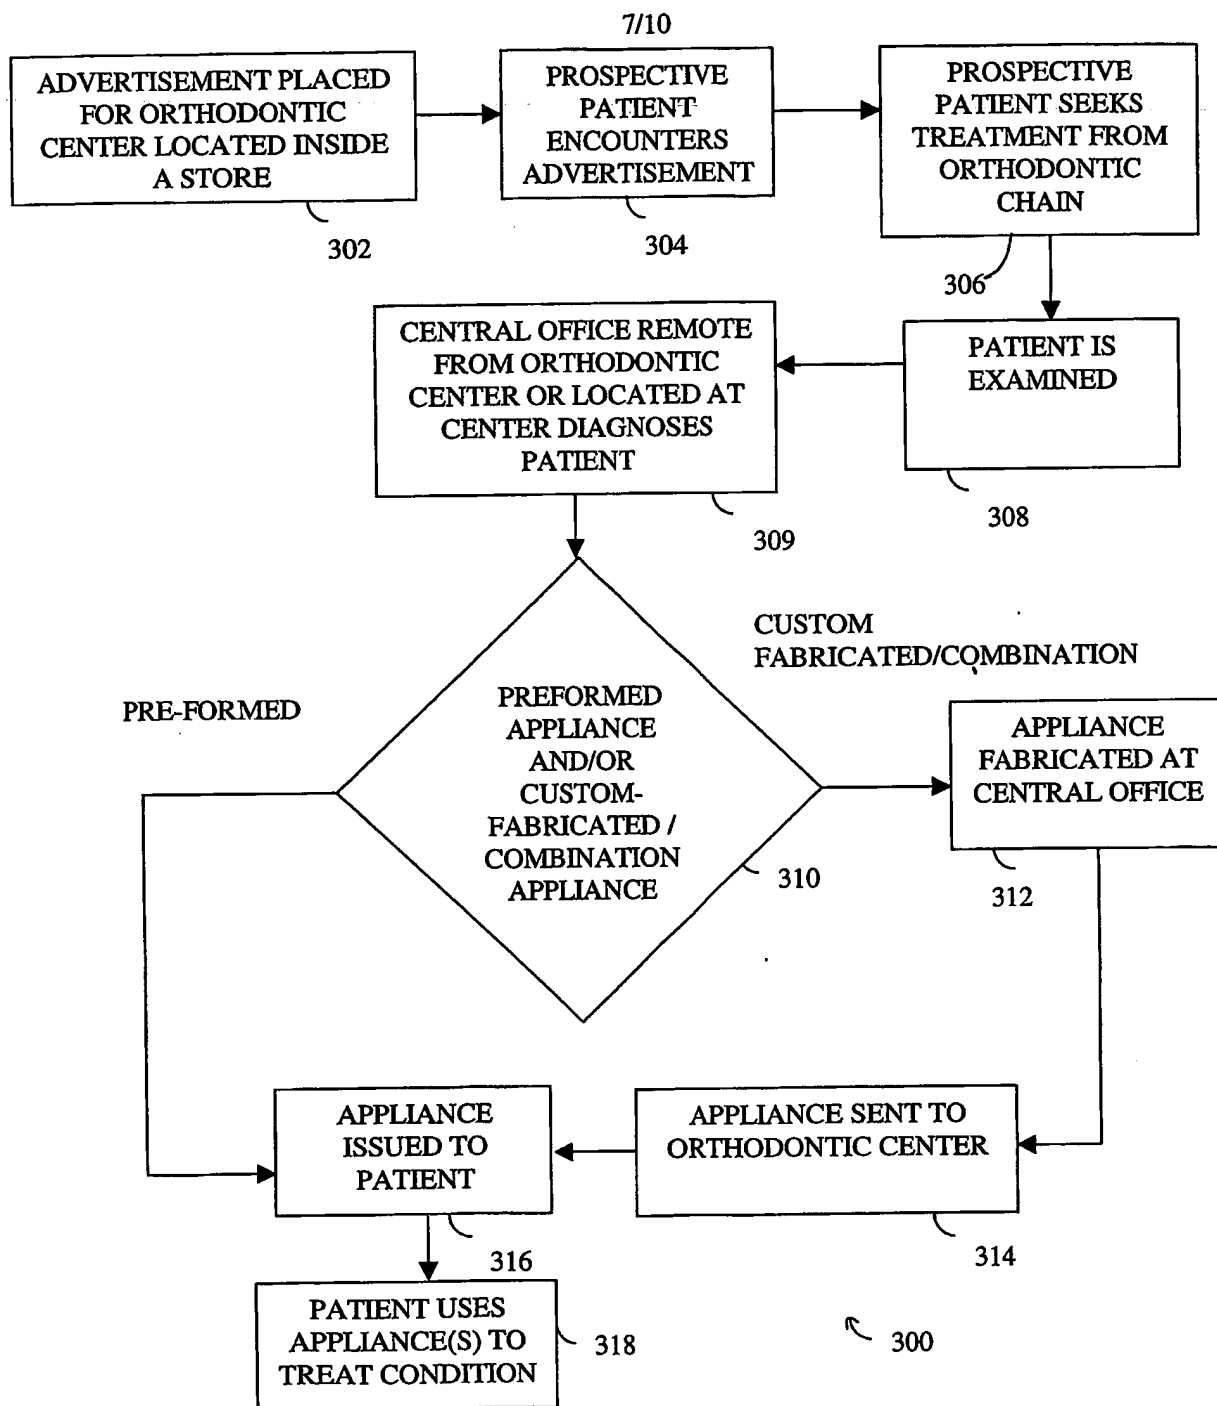 7/10
ADVERTISEMENT PLACED
FOR ORTHODONTIC
CENTER LOCATED INSIDE
A STORE
302
PROSPECTIVE
PATIENT
ENCOUNTERS
ADVERTISEMENT
304
PROSPECTIVE
PATIENT SEEKS
TREATMENT FROM
ORTHODONTIC
CHAIN
306
PATIENT IS
EXAMINED
308
CENTRAL OFFICE REMOTE
FROM ORTHODONTIC
CENTER OR LOCATED AT
CENTER DIAGNOSES
PATIENT
309
PREFORMED
APPLIANCE
AND/OR
CUSTOM-
FABRICATED /
COMBINATION
APPLIANCE
310
PRE-FORMED
CUSTOM
FABRICATED/COMBINATION
APPLIANCE
FABRICATED AT
CENTRAL OFFICE
312
APPLIANCE SENT TO
ORTHODONTIC CENTER
314
APPLIANCE
ISSUED TO
PATIENT
316
PATIENT USES
APPLIANCE(S) TO
TREAT CONDITION
318
300